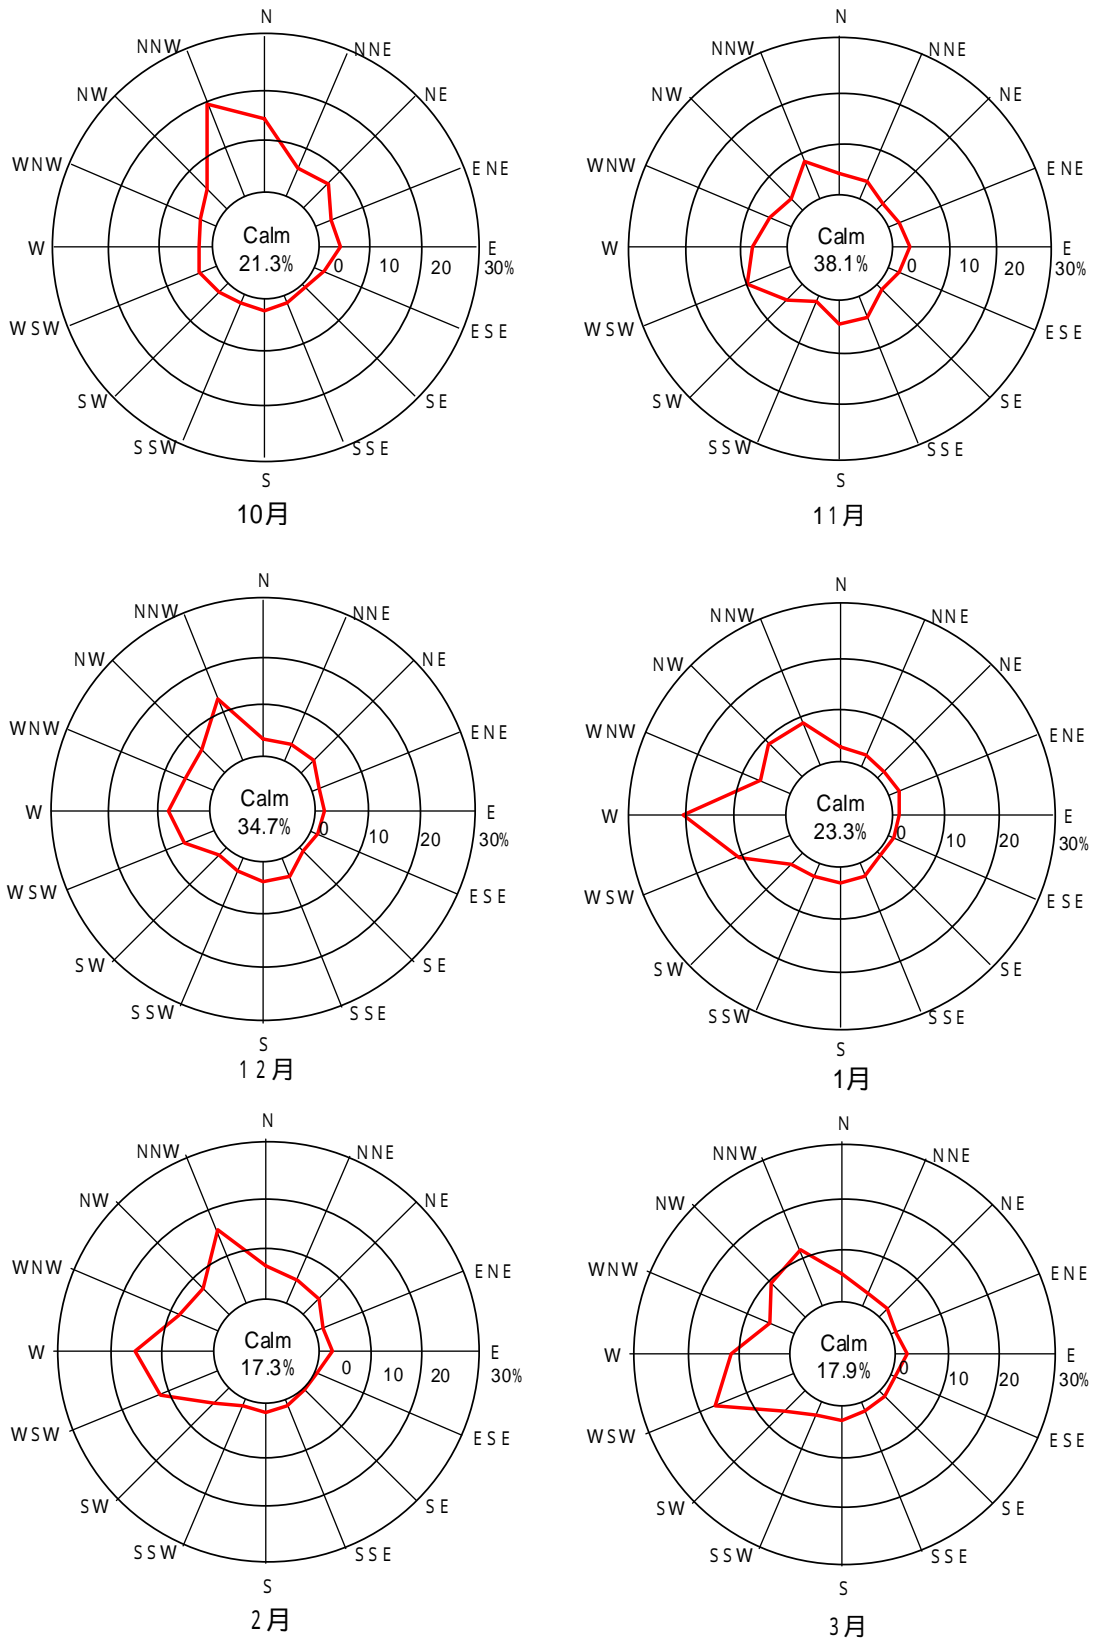 N
NNW
NNE
NW
NE
WNW
ENE
W
Calm
21.3%
E
0
10
20
30%
WSW
ESE
SW
SE
SSW
SSE
S
10月
N
NNW
NNE
NW
NE
WNW
ENE
W
Calm
38.1%
E
0
10
20
30%
WSW
ESE
SW
SE
SSW
SSE
S
11月
N
NNW
NNE
NW
NE
WNW
ENE
W
Calm
34.7%
E
0
10
20
30%
WSW
ESE
SW
SE
SSW
SSE
S
12月
N
NNW
NNE
NW
NE
WNW
ENE
W
Calm
23.3%
E
0
10
20
30%
WSW
ESE
SW
SE
SSW
SSE
S
1月
N
NNW
NNE
NW
NE
WNW
ENE
W
Calm
17.3%
E
0
10
20
30%
WSW
ESE
SW
SE
SSW
SSE
S
2月
N
NNW
NNE
NW
NE
WNW
ENE
W
Calm
17.9%
E
0
10
20
30%
WSW
ESE
SW
SE
SSW
SSE
S
3月